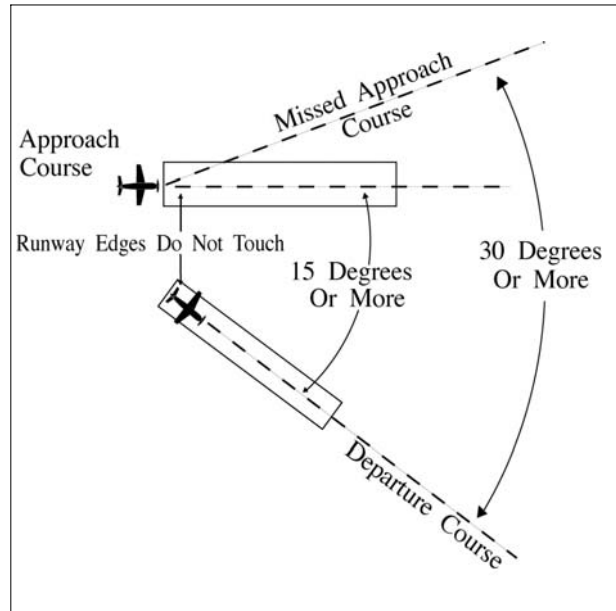 Missed Approach
Course
Approach
Course
Runway Edges Do Not Touch
15 Degrees
Or More
30 Degrees
Or More
Departure Course